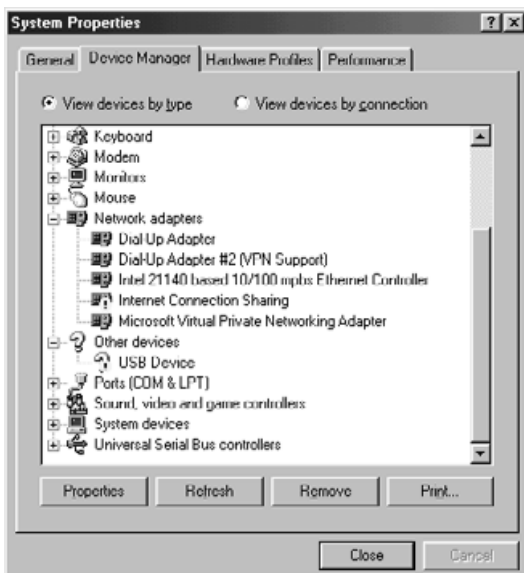 System Properties
General Device Manager Hardware Profiles Performance
View devices by type View devices by connection
Keyboard
Modem
Monitors
Mouse
Network adapters
Dial-Up Adapter
Dial-Up Adapter #2 (VPN Support)
Intel 21140 based 10/100 mpbs Ethernet Controller
Internet Connection Sharing
Microsoft Virtual Private Networking Adapter
Other devices
USB Device
Ports (COM & LPT)
Sound, video and game controllers
System devices
Universal Serial Bus controllers
Properties Refresh Remove Print...
Close Cancel